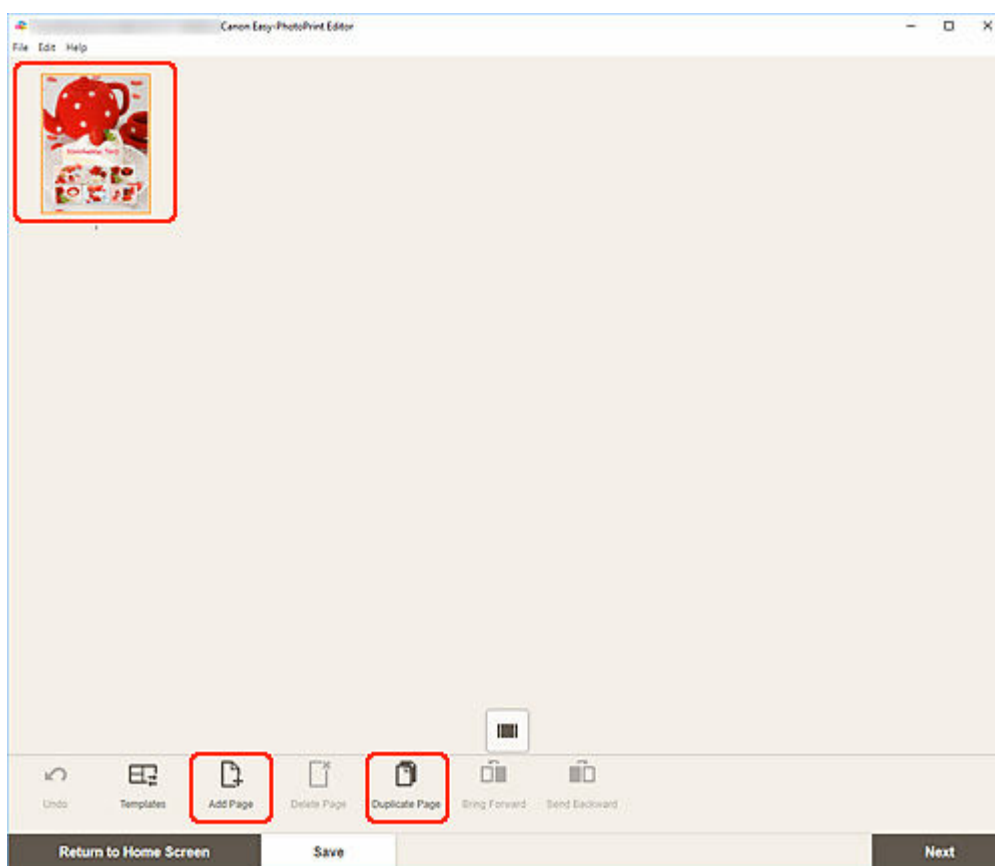 Canon Easy-PhotoPrint Editor
File Edit Help
1
Undo
Templates
Add Page
Delete Page
Duplicate Page
Bring Forward
Send Backward
Return to Home Screen
Save
Next